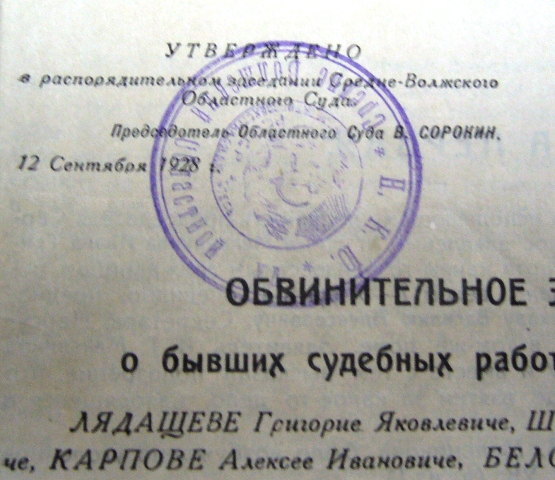 УТВЕРЖДЕНО
в распорядительном заседании Средне-Волжского
Областного Суда.
Председатель Областного Суда В. СОРОКИН.
12 Сентября 1928 г.
Н. К. Ю.
ОБВИНИТЕЛЬНОЕ З
о бывших судебных работ
ЛЯДАЩЕВЕ Григорие Яковлевиче, Ш
че, КАРПОВЕ Алексее Ивановиче, БЕЛО